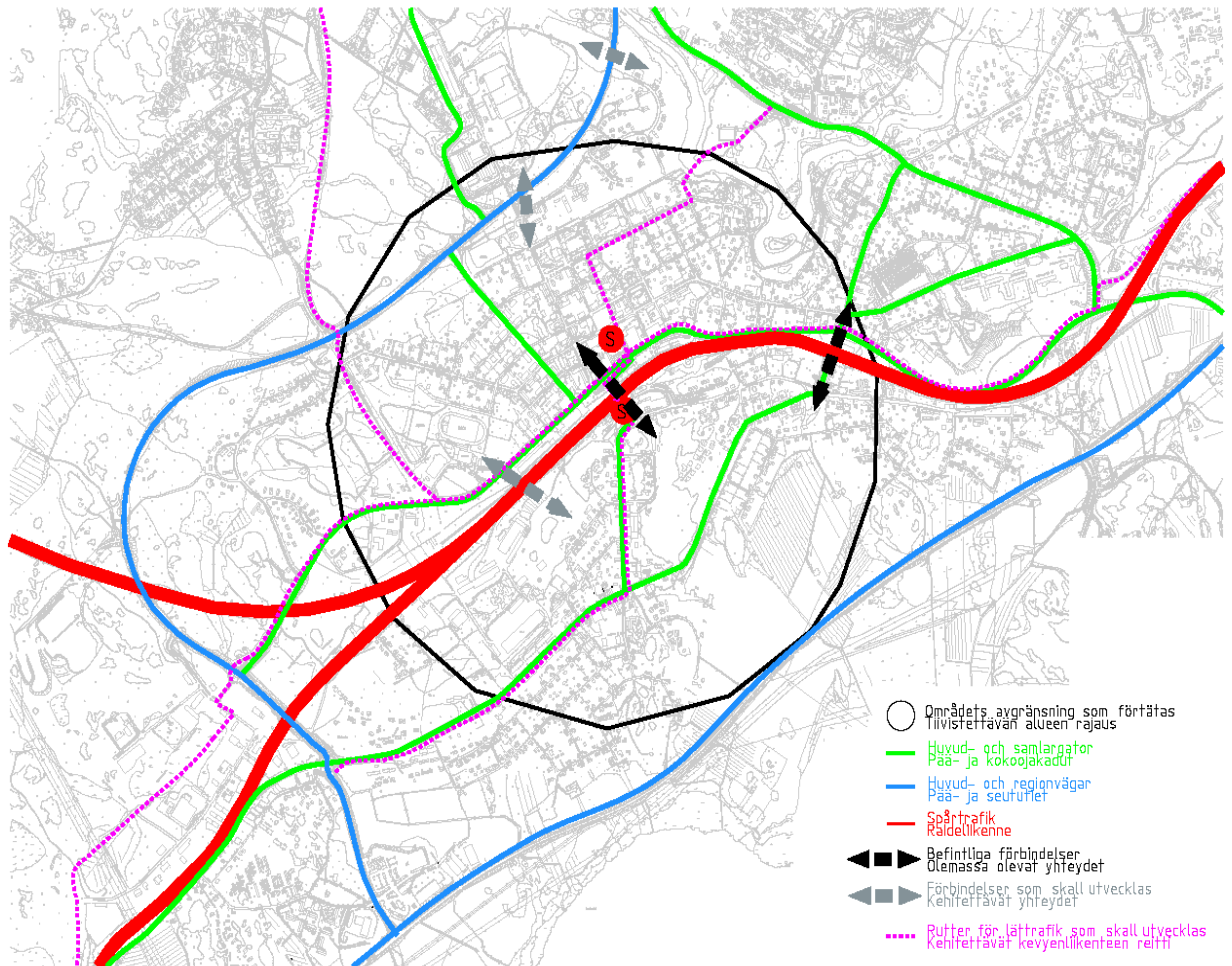 S
S
Områdets avgränsning som förtätas
Tiivistettävän alueen rajaus
Huvud- och samlargator
Pää- ja kokoojakadut
Huvud- och regionvägar
Pää- ja seututiet
Spårtrafik
Raideliikenne
Befintliga förbindelser
Olemassa olevat yhteydet
Förbindelser som skall utvecklas
Kehitettävät yhteydet
Rutter för lättrafik som skall utvecklas
Kehitettävät kevyenliikenteen reitti